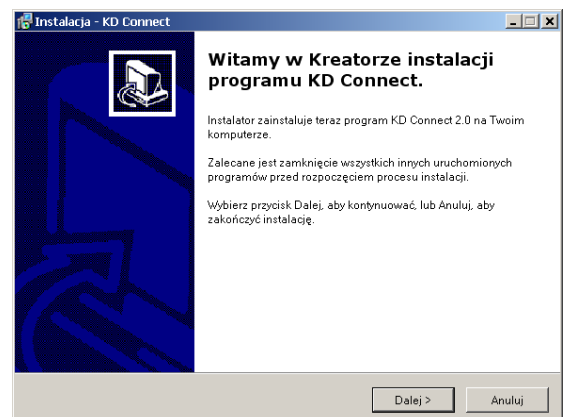 Instalacja - KD Connect
Witamy w Kreatorze instalacji
programu KD Connect.
Instalator zainstaluje teraz program KD Connect 2.0 na Twoim
komputerze.
Zalecane jest zamknięcie wszystkich innych uruchomionych
programów przed rozpoczęciem procesu instalacji.
Wybierz przycisk Dalej, aby kontynuować, lub Anuluj, aby
zakończyć instalację.
Dalej >
Anuluj